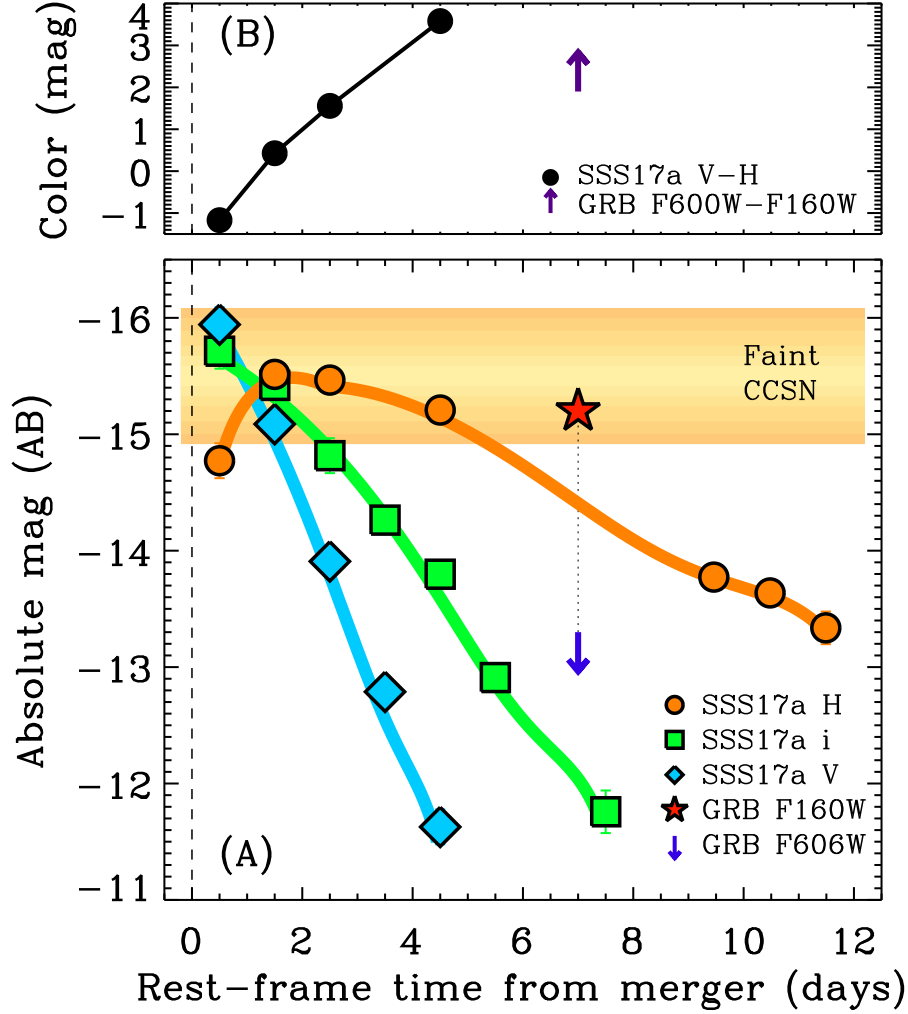 (B)
Color (mag)
4
3
2
1
0
−1
SSS17a V−H
GRB F600W−F160W
Absolute mag (AB)
−16
−15
−14
−13
−12
−11
Faint
CCSN
SSS17a H
SSS17a i
SSS17a V
GRB F160W
GRB F606W
(A)
0 2 4 6 8 10 12
Rest−frame time from merger (days)